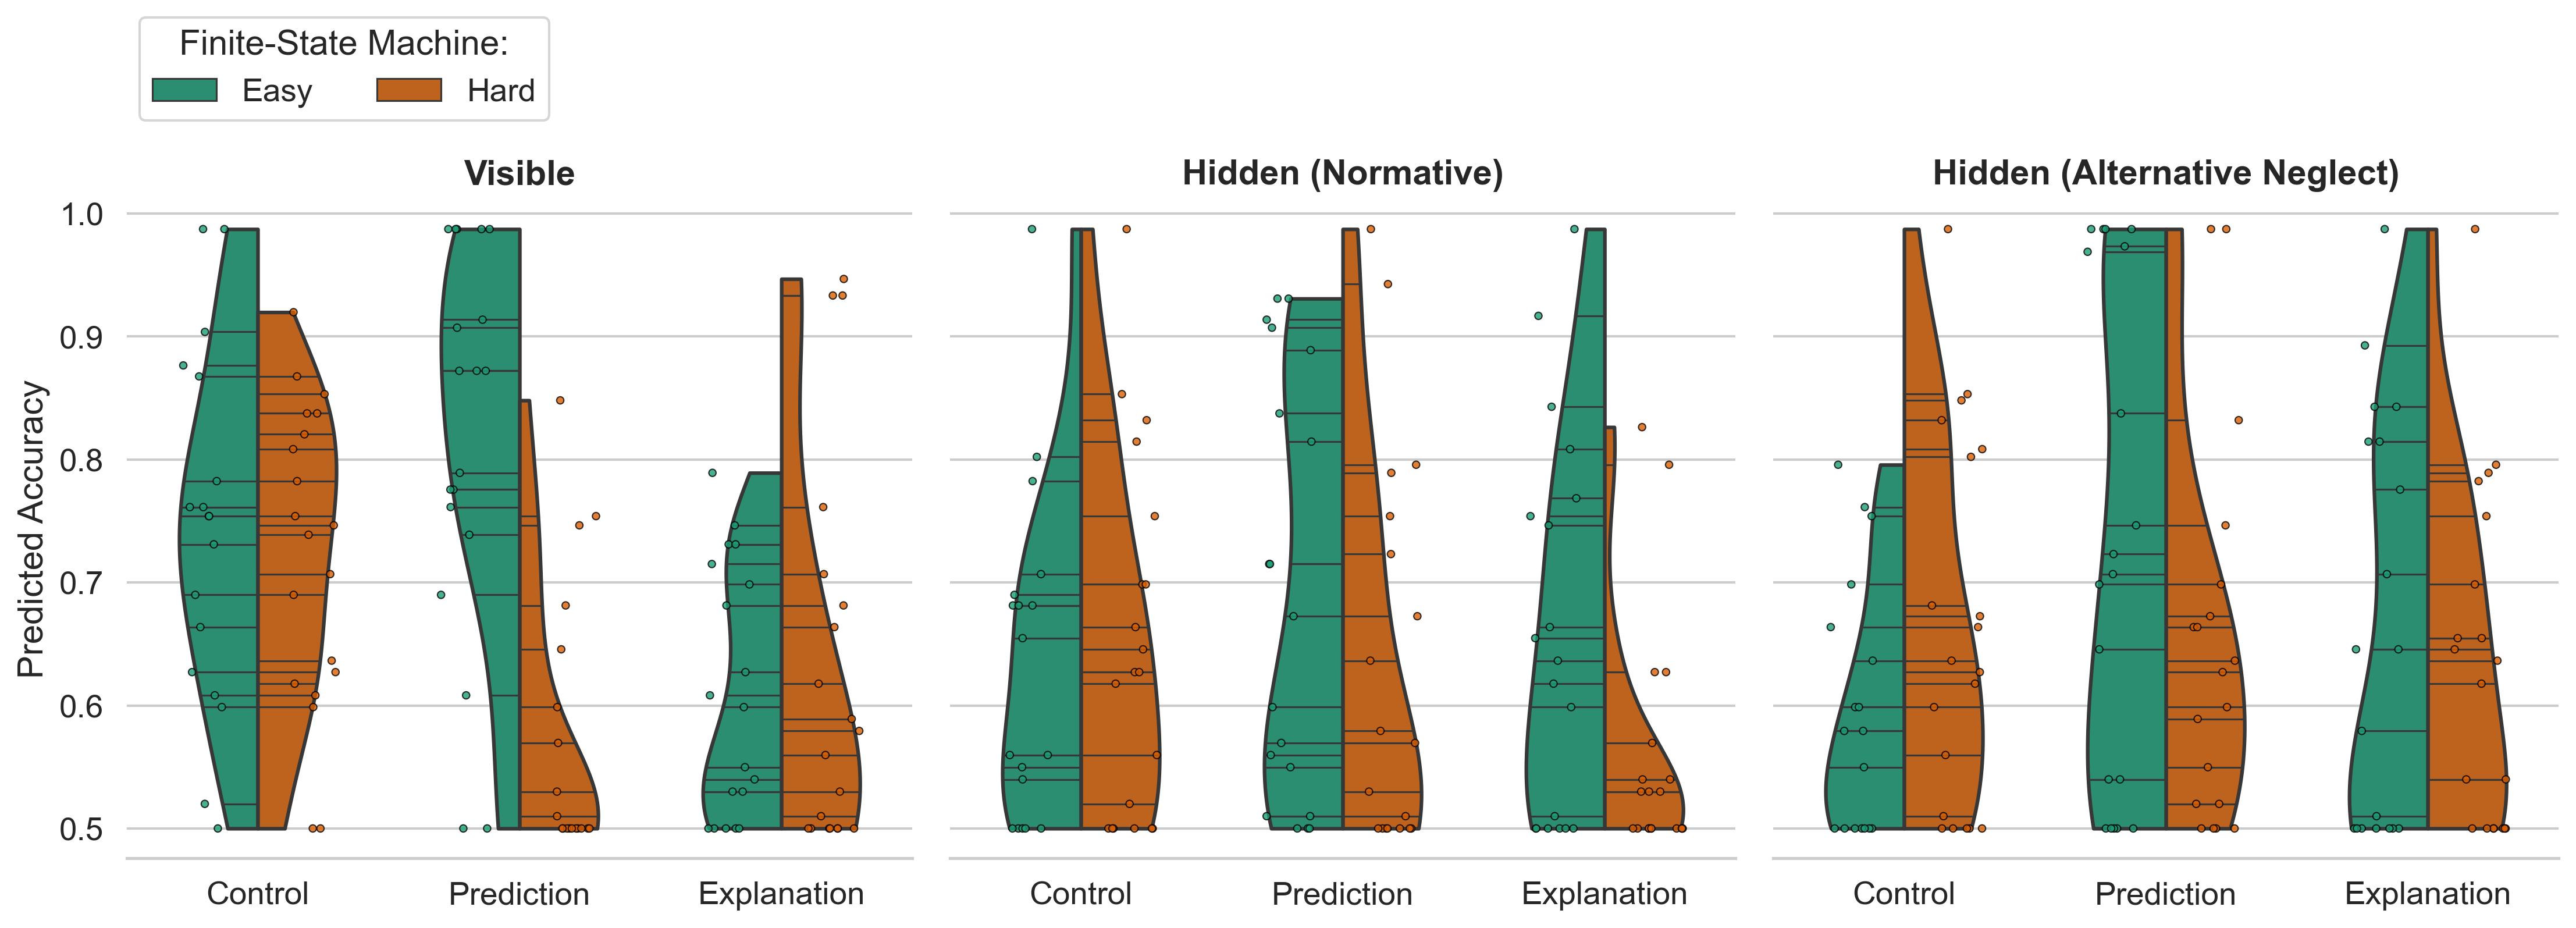 Finite-State Machine:
Easy Hard
Visible Hidden (Normative) Hidden (Alternative Neglect)
Predicted Accuracy
1.0
0.9
0.8
0.7
0.6
0.5
Control Prediction Explanation Control Prediction Explanation Control Prediction Explanation